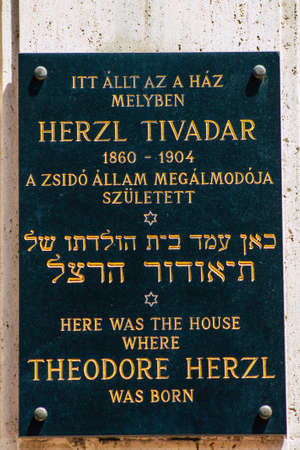 ITT ÁLLT AZ A HÁZ
MELYBEN
HERZL TIVADAR
1860 - 1904
A ZSIDÓ ÁLLAM MEGÁLMODÓJA
SZÜLETETT
כאן עמד בית הולדתו של
תיאודור הרצל
HERE WAS THE HOUSE
WHERE
THEODORE HERZL
WAS BORN